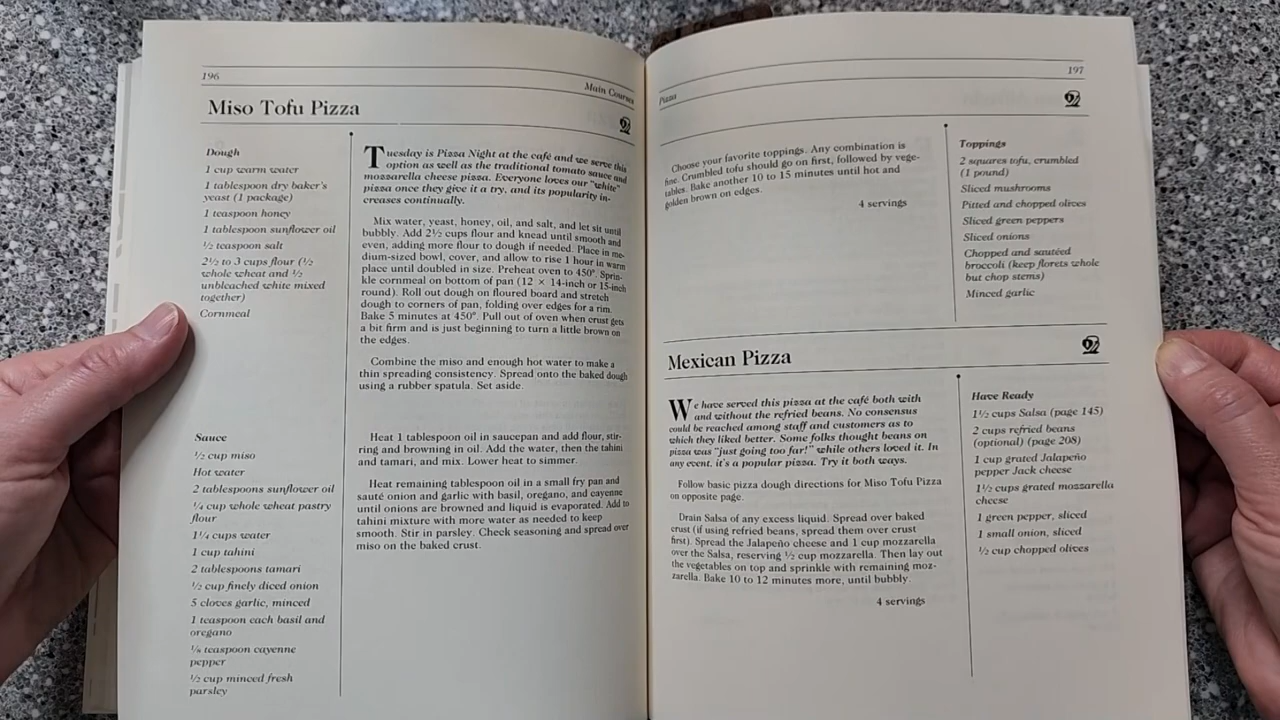 196
Main Courses
Miso Tofu Pizza
Dough
1 cup warm water
1 tablespoon dry baker's
yeast (1 package)
1 teaspoon honey
1 tablespoon sunflower oil
½ teaspoon salt
2½ to 3 cups flour (½
whole wheat and ½
unbleached white mixed
together)
Cornmeal
Tuesday is Pizza Night at the café and we serve this
option as well as the traditional tomato sauce and
mozzarella cheese pizza. Everyone loves our "white"
pizza once they give it a try, and its popularity in-
creases continually.
Mix water, yeast, honey, oil, and salt, and let sit until
bubbly. Add 2½ cups flour and knead until smooth and
even, adding more flour to dough if needed. Place in me-
dium-sized bowl, cover, and allow to rise 1 hour in warm
place until doubled in size. Preheat oven to 450°. Sprin-
kle cornmeal on bottom of pan (12 × 14-inch or 15-inch
round). Roll out dough on floured board and stretch
dough to corners of pan, folding over edges for a rim.
Bake 5 minutes at 450°. Pull out of oven when crust gets
a bit firm and is just beginning to turn a little brown on
the edges.
Combine the miso and enough hot water to make a
thin spreading consistency. Spread onto the baked dough
using a rubber spatula. Set aside.
Sauce
½ cup miso
Hot water
2 tablespoons sunflower oil
¼ cup whole wheat pastry
flour
1¼ cups water
1 cup tahini
2 tablespoons tamari
½ cup finely diced onion
5 cloves garlic, minced
1 teaspoon each basil and
oregano
⅛ teaspoon cayenne
pepper
½ cup minced fresh
parsley
Heat 1 tablespoon oil in saucepan and add flour, stir-
ring and browning in oil. Add the water, then the tahini
and tamari, and mix. Lower heat to simmer.
Heat remaining tablespoon oil in a small fry pan and
sauté onion and garlic with basil, oregano, and cayenne
until onions are browned and liquid is evaporated. Add to
tahini mixture with more water as needed to keep
smooth. Stir in parsley. Check seasoning and spread over
miso on the baked crust.
Pizza
197
Choose your favorite toppings. Any combination is
fine. Crumbled tofu should go on first, followed by vege-
tables. Bake another 10 to 15 minutes until hot and
golden brown on edges.
4 servings
Toppings
2 squares tofu, crumbled
(1 pound)
Sliced mushrooms
Pitted and chopped olives
Sliced green peppers
Sliced onions
Chopped and sautéed
broccoli (keep florets whole
but chop stems)
Minced garlic
Mexican Pizza
We have served this pizza at the café both with
and without the refried beans. No consensus
could be reached among staff and customers as to
which they liked better. Some folks thought beans on
pizza was "just going too far!" while others loved it. In
any event, it's a popular pizza. Try it both ways.
Follow basic pizza dough directions for Miso Tofu Pizza
on opposite page.
Drain Salsa of any excess liquid. Spread over baked
crust (if using refried beans, spread them over crust
first). Spread the Jalapeño cheese and 1 cup mozzarella
over the Salsa, reserving ½ cup mozzarella. Then lay out
the vegetables on top and sprinkle with remaining moz-
zarella. Bake 10 to 12 minutes more, until bubbly.
4 servings
Have Ready
1½ cups Salsa (page 145)
2 cups refried beans
(optional) (page 208)
1 cup grated Jalapeño
pepper Jack cheese
1½ cups grated mozzarella
cheese
1 green pepper, sliced
1 small onion, sliced
½ cup chopped olives